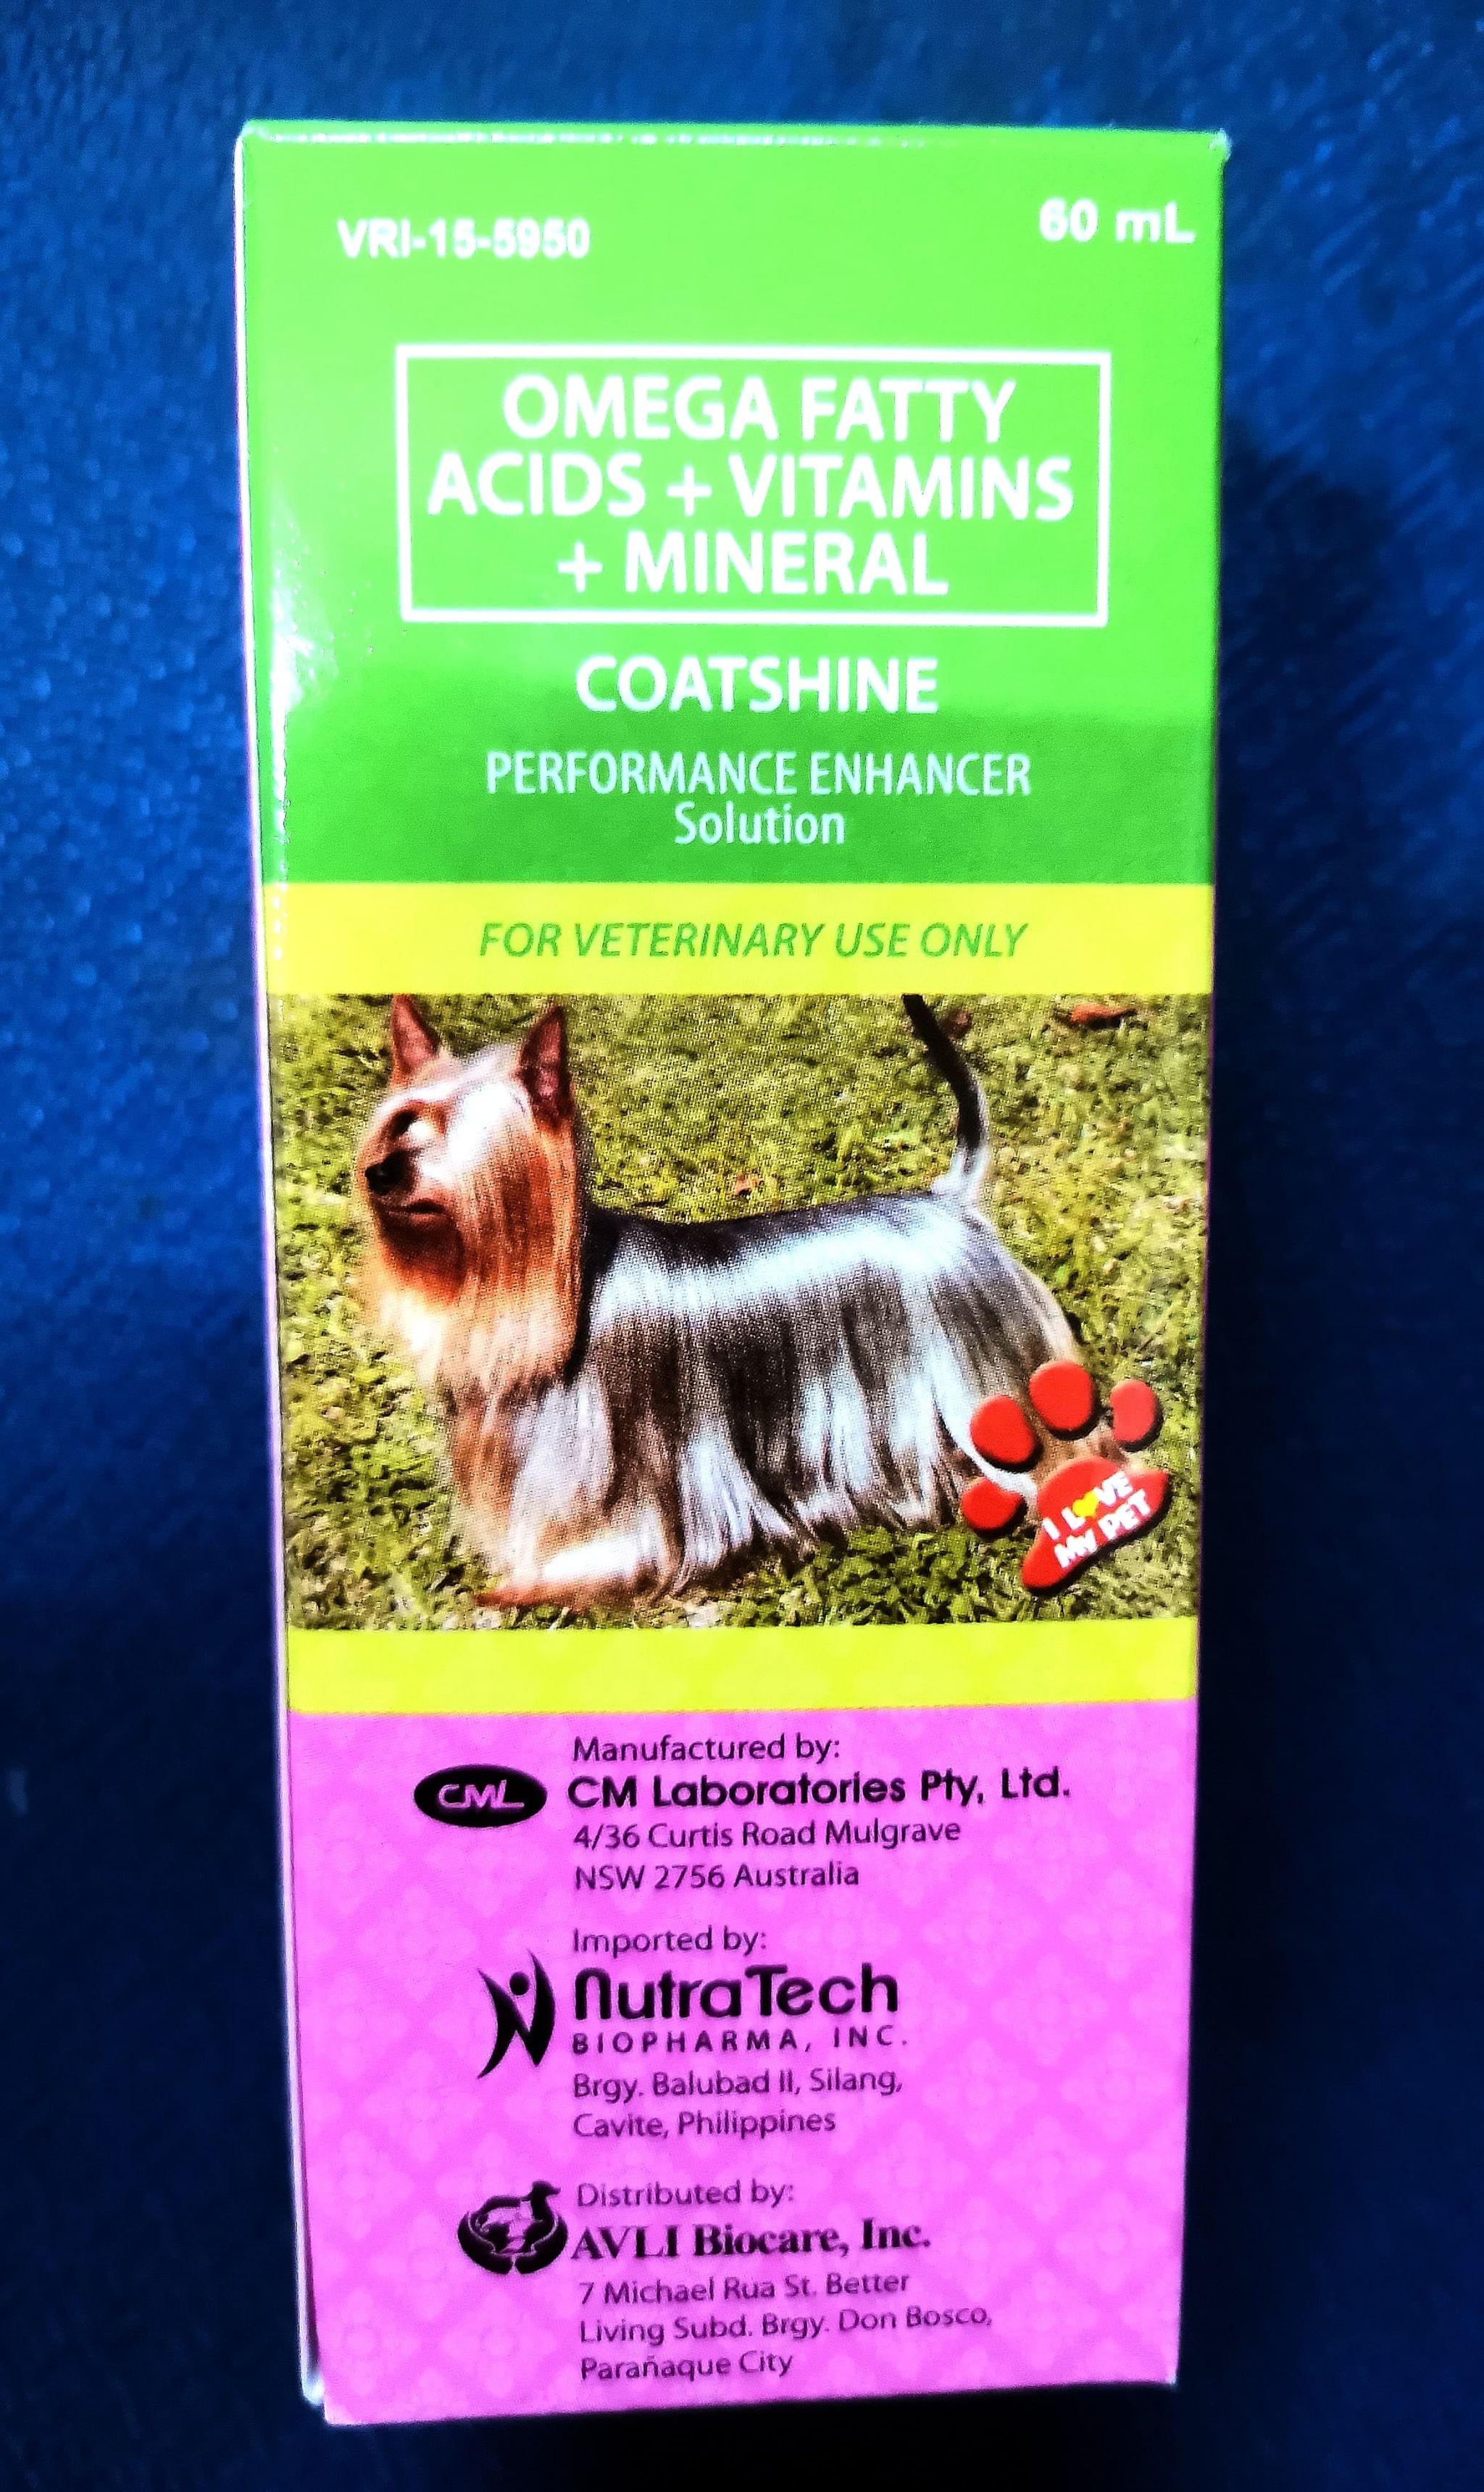 VRI-15-5950
60 mL
OMEGA FATTY
ACIDS + VITAMINS
+ MINERAL
COATSHINE
PERFORMANCE ENHANCER
Solution
FOR VETERINARY USE ONLY
I LOVE
My PET
Manufactured by:
CML
CM Laboratories Pty, Ltd.
4/36 Curtis Road Mulgrave
NSW 2756 Australia
Imported by:
nutraTech
BIOPHARMA, INC.
Brgy. Balubad II, Silang,
Cavite, Philippines
Distributed by:
AVLI Biocare, Inc.
7 Michael Rua St. Better
Living Subd. Brgy. Don Bosco,
Parañaque City